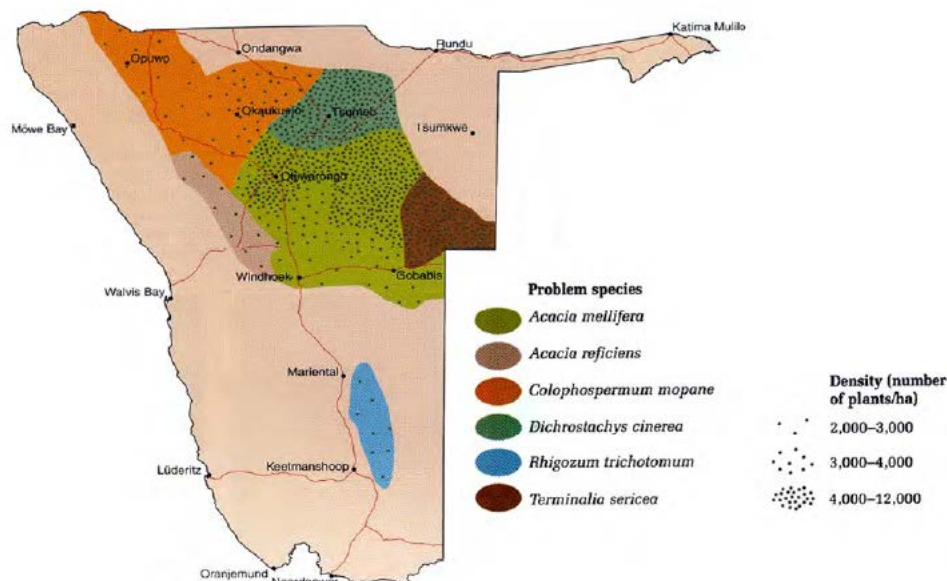 Katima Mulilo
Ondangwa
Rundu
Opuwo
Okaukuejo
Tsumeb
Möwe Bay
Tsumkwe
Otjiwarongo
Windhoek
Gobabis
Walvis Bay
Mariental
Lüderitz
Keetmanshoop
Oranjemund
Problem species
Acacia mellifera
Acacia reficiens
Colophospermum mopane
Dichrostachys cinerea
Rhigozum trichotomum
Terminalia sericea
Density (number
of plants/ha)
2,000–3,000
3,000–4,000
4,000–12,000